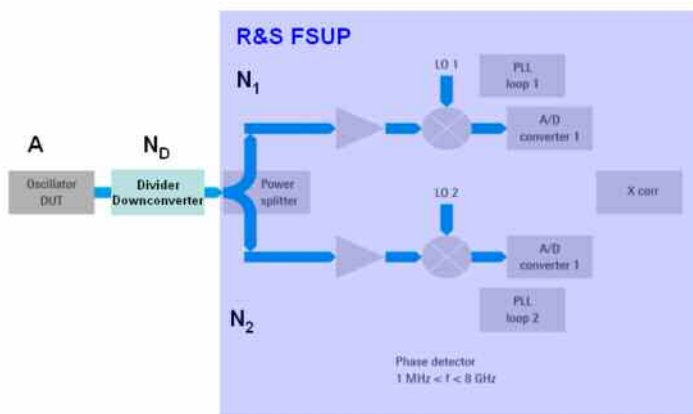 R&S FSUP
N1
LO 1
PLL
loop 1
A/D
converter 1
A
ND
Oscillator
DUT
Divider
Downconverter
Power
splitter
X corr
LO 2
A/D
converter 1
N2
PLL
loop 2
Phase detector
1 MHz < f < 8 GHz